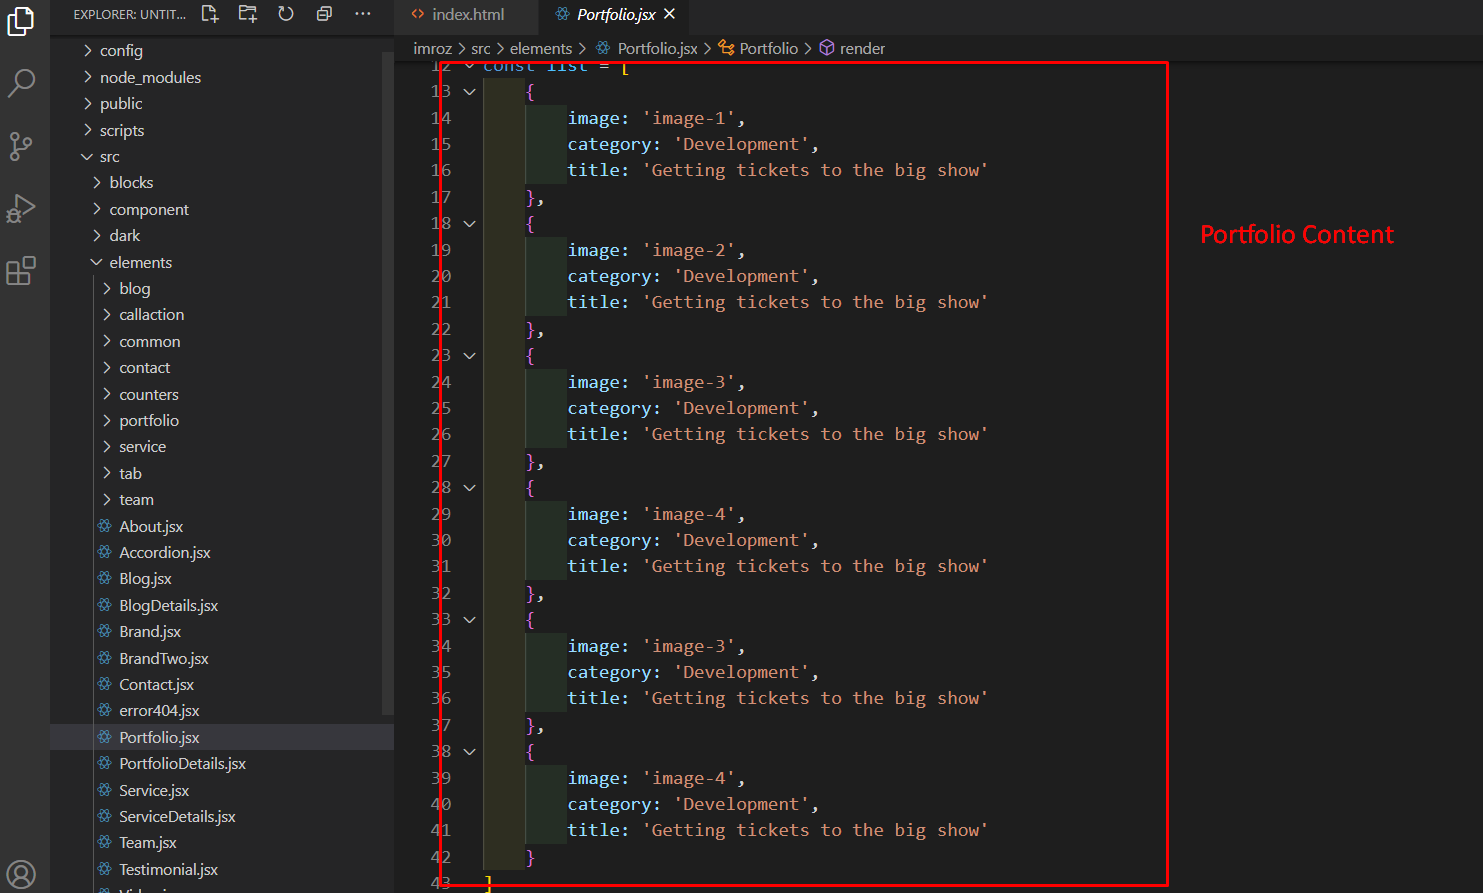 EXPLORER: UNTIT...
index.html
Portfolio.jsx
imroz > src > elements > Portfolio.jsx > Portfolio > render
config
node_modules
public
scripts
src
blocks
component
dark
elements
blog
callaction
common
contact
counters
portfolio
service
tab
team
About.jsx
Accordion.jsx
Blog.jsx
BlogDetails.jsx
Brand.jsx
BrandTwo.jsx
Contact.jsx
error404.jsx
Portfolio.jsx
PortfolioDetails.jsx
Service.jsx
ServiceDetails.jsx
Team.jsx
Testimonial.jsx
12 const list = [
13 {
14 image: 'image-1',
15 category: 'Development',
16 title: 'Getting tickets to the big show'
17 },
18 {
19 image: 'image-2',
20 category: 'Development',
21 title: 'Getting tickets to the big show'
22 },
23 {
24 image: 'image-3',
25 category: 'Development',
26 title: 'Getting tickets to the big show'
27 },
28 {
29 image: 'image-4',
30 category: 'Development',
31 title: 'Getting tickets to the big show'
32 },
33 {
34 image: 'image-3',
35 category: 'Development',
36 title: 'Getting tickets to the big show'
37 },
38 {
39 image: 'image-4',
40 category: 'Development',
41 title: 'Getting tickets to the big show'
42 }
43 ]
Portfolio Content